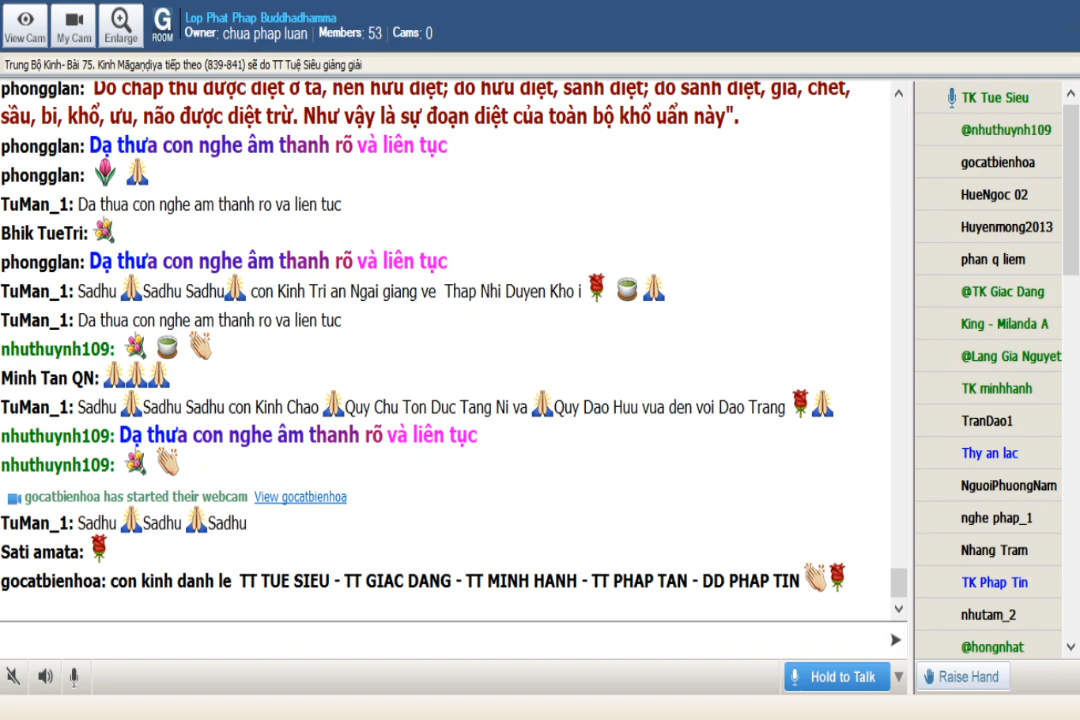 View Cam
My Cam
Enlarge
G
ROOM
Lop Phat Phap Buddhadhamma
Owner: chua phap luan | Members: 53 | Cams: 0
Trung Bộ Kinh- Bài 75. Kinh Māgaṇḍiya tiếp theo (839-841) sẽ do TT Tuệ Siêu giảng giải
phongglan: Do chấp thủ được diệt ở ta, nên hữu diệt; do hữu diệt, sanh diệt; do sanh diệt, già, chết,
sầu, bi, khổ, ưu, não được diệt trừ. Như vậy là sự đoạn diệt của toàn bộ khổ uẩn này".
phongglan: Dạ thưa con nghe âm thanh rõ và liên tục
phongglan:
TuMan_1: Da thua con nghe am thanh ro va lien tuc
Bhik TueTri:
phongglan: Dạ thưa con nghe âm thanh rõ và liên tục
TuMan_1: Sadhu Sadhu Sadhu con Kinh Tri an Ngai giang ve Thap Nhi Duyen Kho i
TuMan_1: Da thua con nghe am thanh ro va lien tuc
nhuthuynh109:
Minh Tan QN:
TuMan_1: Sadhu Sadhu Sadhu con Kinh Chao Quy Chu Ton Duc Tang Ni va Quy Dao Huu vua den voi Dao Trang
nhuthuynh109: Dạ thưa con nghe âm thanh rõ và liên tục
nhuthuynh109:
gocatbienhoa has started their webcam View gocatbienhoa
TuMan_1: Sadhu Sadhu Sadhu
Sati amata:
gocatbienhoa: con kinh danh le TT TUE SIEU - TT GIAC DANG - TT MINH HANH - TT PHAP TAN - DD PHAP TIN
TK Tue Sieu
@nhuthuynh109
gocatbienhoa
HueNgoc 02
Huyenmong2013
phan q liem
@TK Giac Dang
King - Milanda A
@Lang Gia Nguyet
TK minhhanh
TranDao1
Thy an lac
NguoiPhuongNam
nghe phap_1
Nhang Tram
TK Phap Tin
nhutam_2
@hongnhat
Hold to Talk
Raise Hand